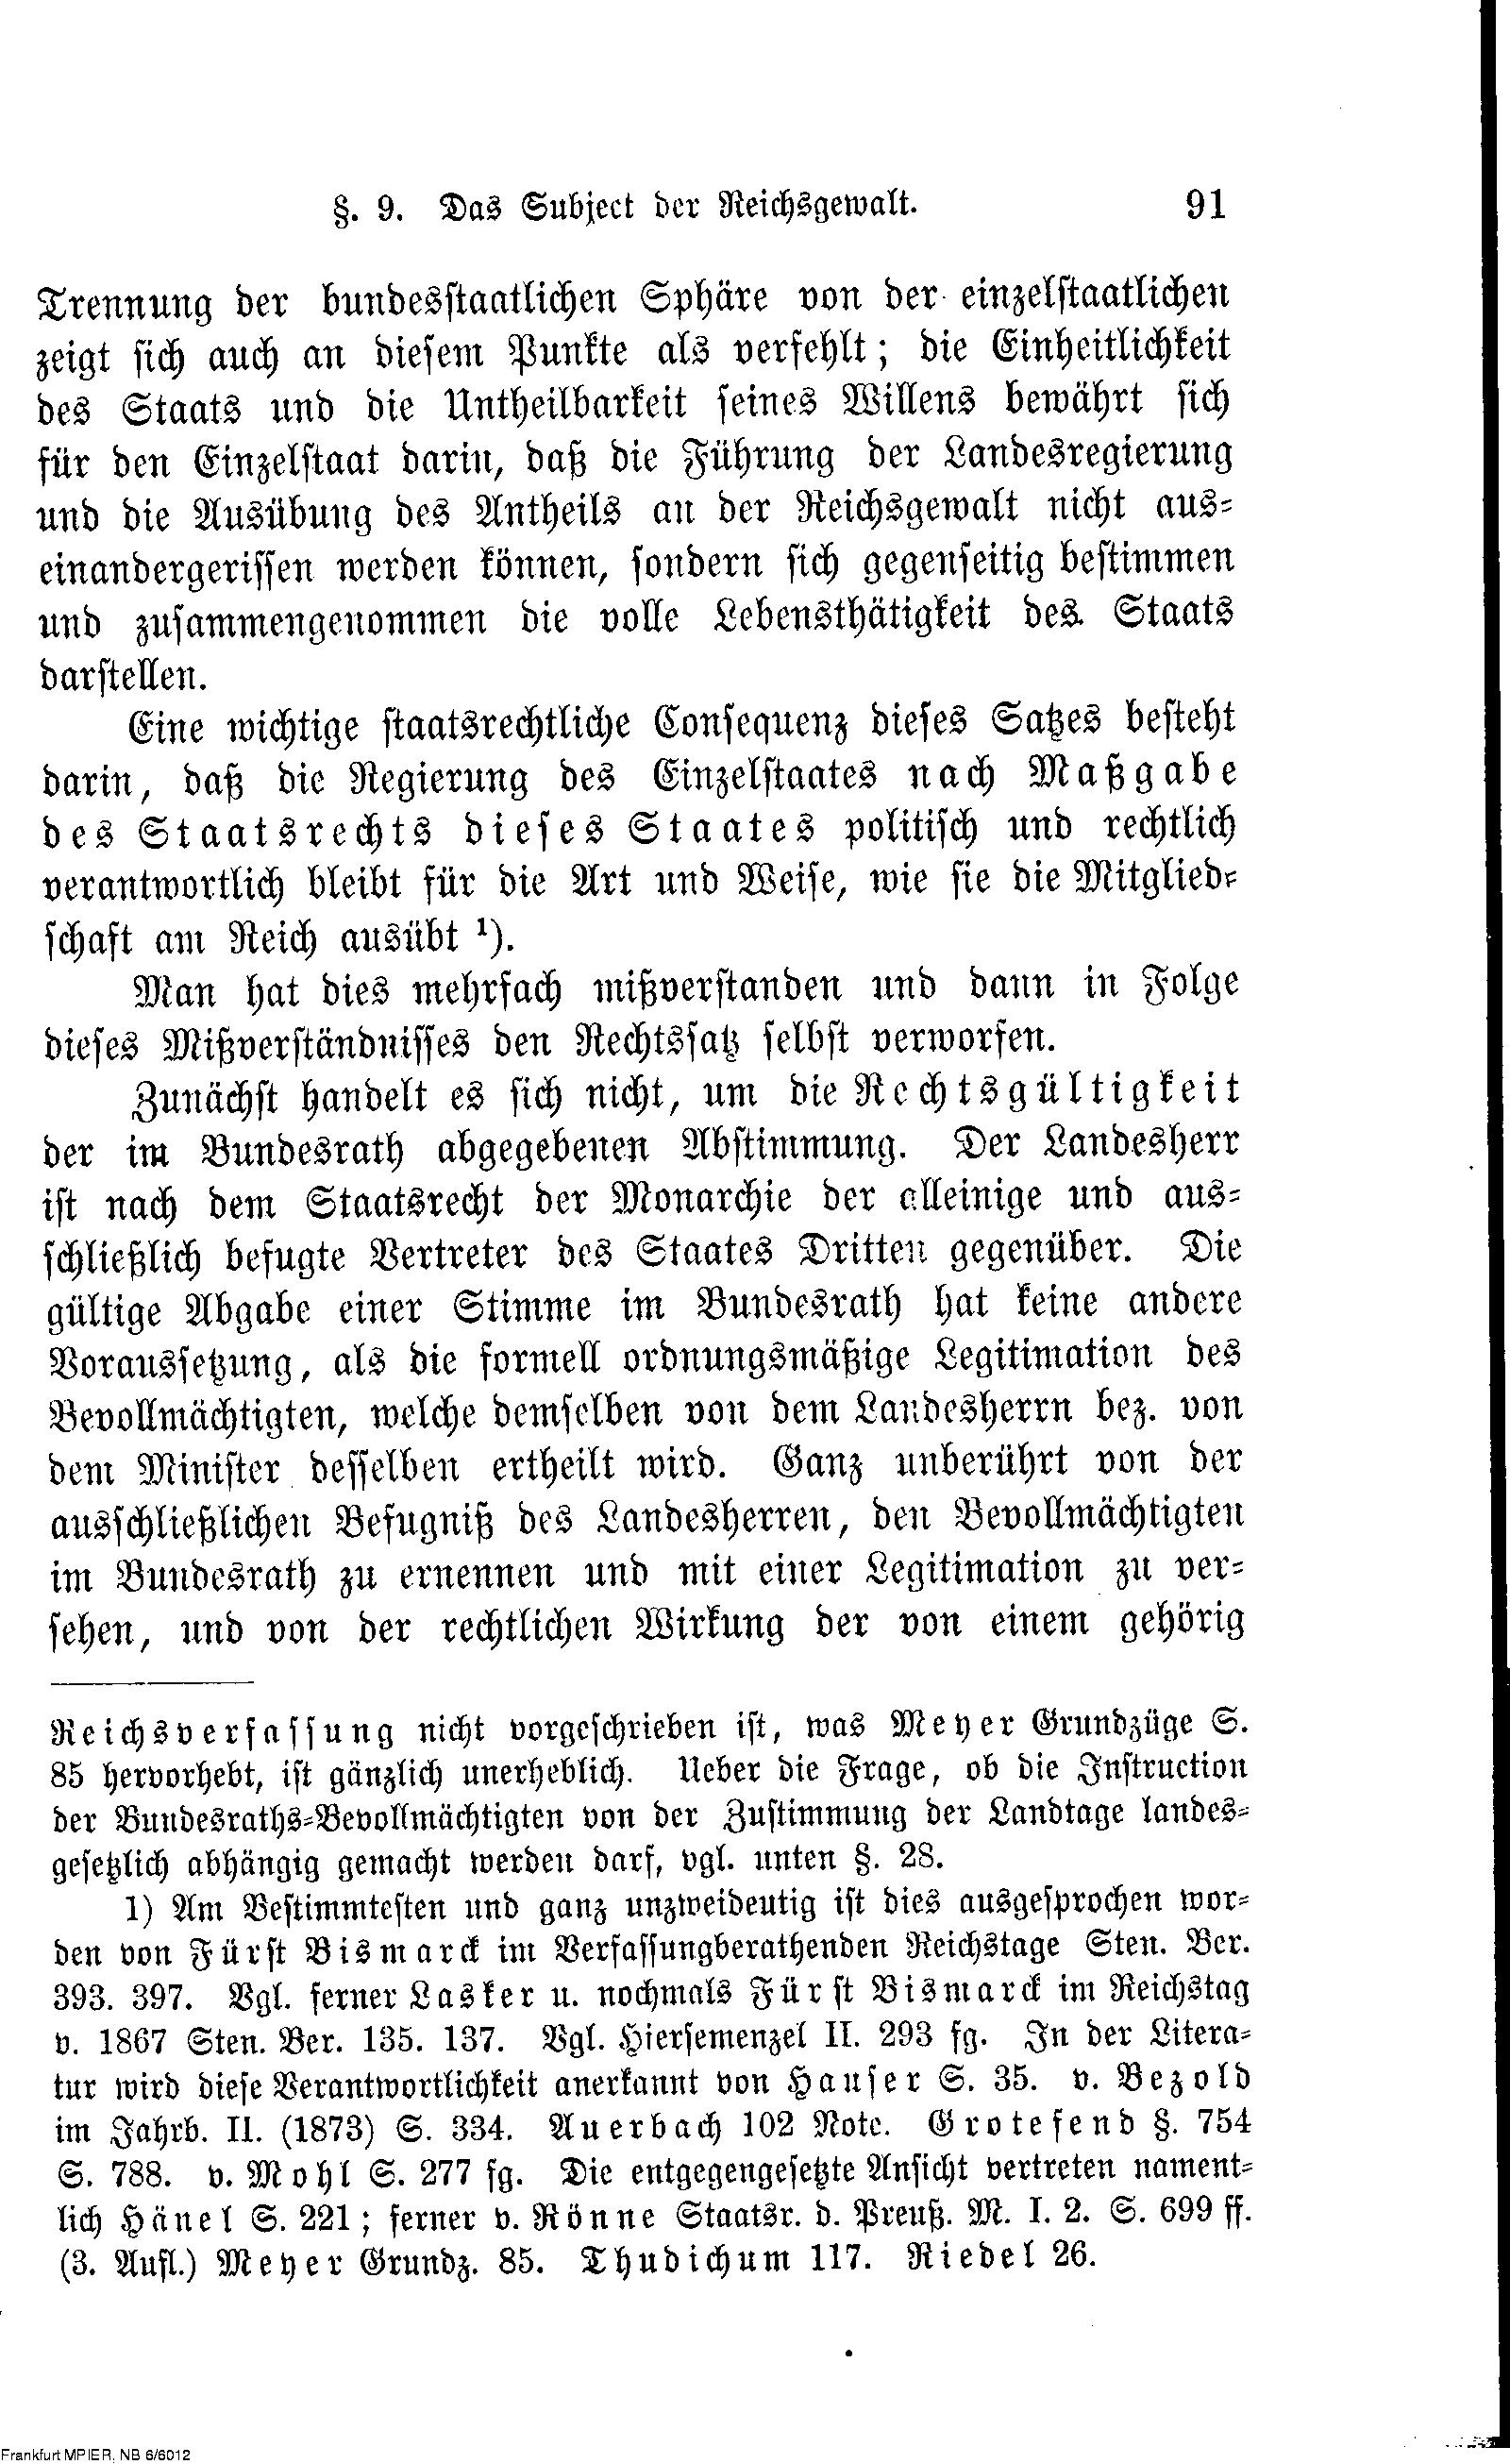 §. 9. Das Subject der Reichsgewalt. 91
Trennung der bundesstaatlichen Sphäre von der einzelstaatlichen
zeigt sich auch an diesem Punkte als verfehlt; die Einheitlichkeit
des Staats und die Untheilbarkeit seines Willens bewährt sich
für den Einzelstaat darin, daß die Führung der Landesregierung
und die Ausübung des Antheils an der Reichsgewalt nicht aus-
einandergerissen werden können, sondern sich gegenseitig bestimmen
und zusammengenommen die volle Lebensthätigkeit des Staats
darstellen.
Eine wichtige staatsrechtliche Consequenz dieses Satzes besteht
darin, daß die Regierung des Einzelstaates nach Maßgabe
des Staatsrechts dieses Staates politisch und rechtlich
verantwortlich bleibt für die Art und Weise, wie sie die Mitglied-
schaft am Reich ausübt ¹).
Man hat dies mehrfach mißverstanden und dann in Folge
dieses Mißverständnisses den Rechtssatz selbst verworfen.
Zunächst handelt es sich nicht, um die Rechtsgültigkeit
der im Bundesrath abgegebenen Abstimmung. Der Landesherr
ist nach dem Staatsrecht der Monarchie der alleinige und aus-
schließlich befugte Vertreter des Staates Dritten gegenüber. Die
gültige Abgabe einer Stimme im Bundesrath hat keine andere
Voraussetzung, als die formell ordnungsmäßige Legitimation des
Bevollmächtigten, welche demselben von dem Landesherrn bez. von
dem Minister desselben ertheilt wird. Ganz unberührt von der
ausschließlichen Befugniß des Landesherren, den Bevollmächtigten
im Bundesrath zu ernennen und mit einer Legitimation zu ver-
sehen, und von der rechtlichen Wirkung der von einem gehörig
Reichsverfassung nicht vorgeschrieben ist, was Meyer Grundzüge S.
85 hervorhebt, ist gänzlich unerheblich. Ueber die Frage, ob die Instruction
der Bundesraths-Bevollmächtigten von der Zustimmung der Landtage landes-
gesetzlich abhängig gemacht werden darf, vgl. unten §. 28.
1) Am Bestimmtesten und ganz unzweideutig ist dies ausgesprochen wor-
den von Fürst Bismarck im Verfassungberathenden Reichstage Sten. Ber.
393. 397. Vgl. ferner Lasker u. nochmals Fürst Bismarck im Reichstag
v. 1867 Sten. Ber. 135. 137. Vgl. Hiersemenzel II. 293 fg. In der Litera-
tur wird diese Verantwortlichkeit anerkannt von Hauser S. 35. v. Bezold
im Jahrb. II. (1873) S. 334. Auerbach 102 Note. Grotefend §. 754
S. 788. v. Mohl S. 277 fg. Die entgegengesetzte Ansicht vertreten nament-
lich Hänel S. 221; ferner v. Rönne Staatsr. d. Preuß. M. I. 2. S. 699 ff.
(3. Aufl.) Meyer Grundz. 85. Thudichum 117. Riedel 26.
Frankfurt MPIER, NB 6/6012